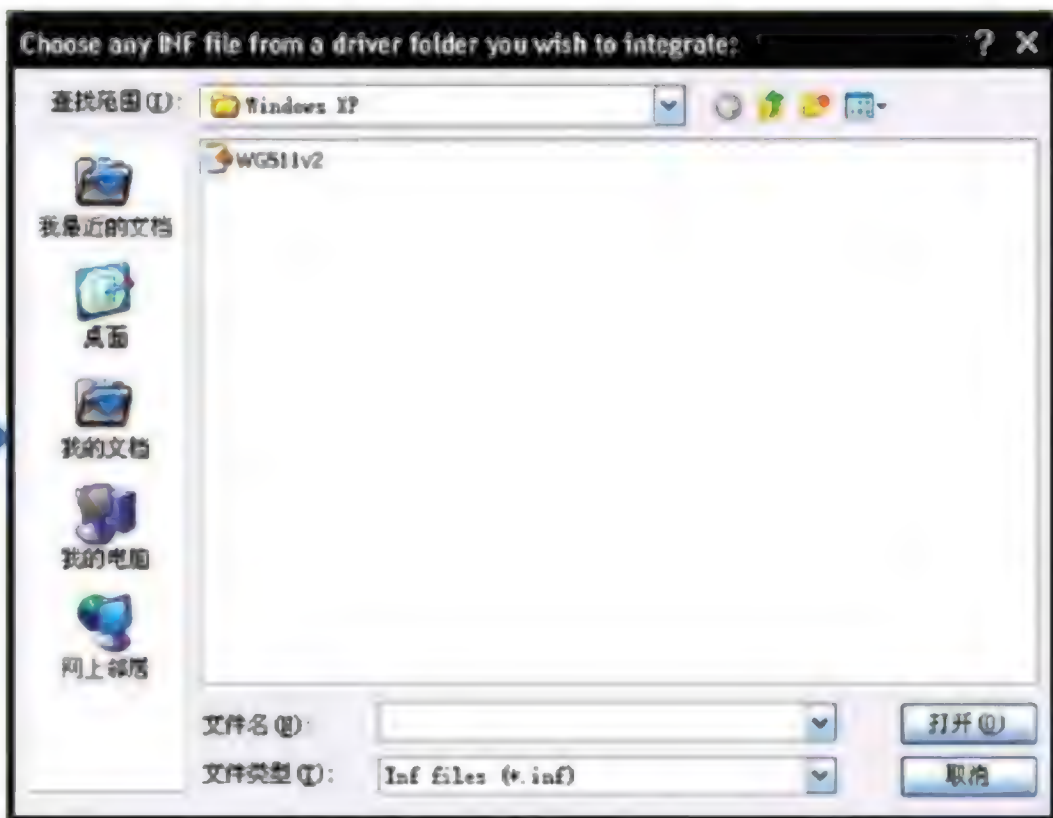 Choose any INF file from a driver folder you wish to integrate:
查找范围(I): Windows XP
WG511v2
我最近的文档
桌面
我的文档
我的电脑
网上邻居
文件名(N): 打开(O)
文件类型(T): Inf files (*.inf) 取消